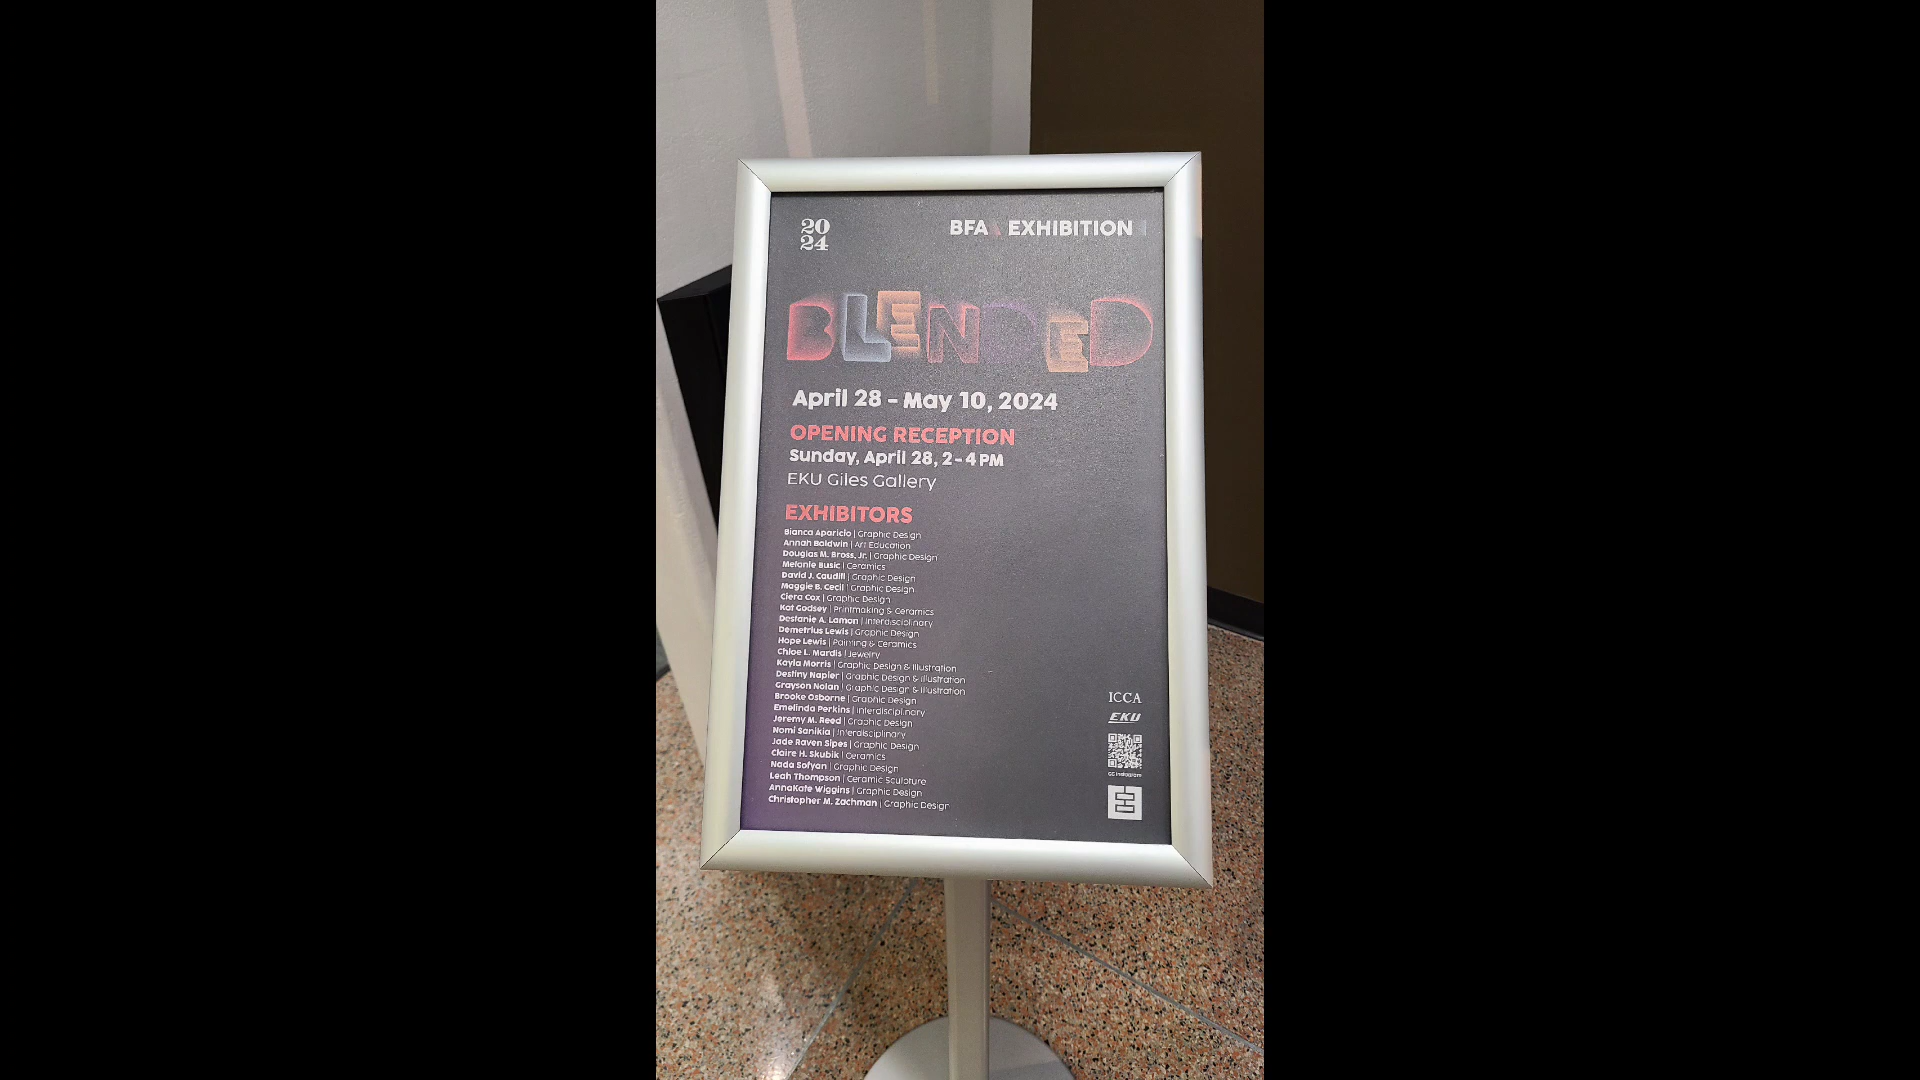 20
24
BFA EXHIBITION
BLENDED
April 28 - May 10, 2024
OPENING RECEPTION
Sunday, April 28, 2-4 PM
EKU Giles Gallery
EXHIBITORS
Bianca Aparicio | Graphic Design
Annah Baldwin | Art Education
Douglas M. Bross, Jr. | Graphic Design
Melanie Busic | Ceramics
David J. Caudill | Graphic Design
Maggie B. Cecil | Graphic Design
Ciera Cox | Graphic Design
Kat Godsey | Printmaking & Ceramics
Destanie A. Lamon | Interdisciplinary
Demetrius Lewis | Graphic Design
Hope Lewis | Painting & Ceramics
Chloe L. Mardis | Jewelry
Kayla Morris | Graphic Design & Illustration
Destiny Napier | Graphic Design & Illustration
Grayson Nolan | Graphic Design & Illustration
Brooke Osborne | Graphic Design
Emelinda Perkins | Interdisciplinary
Jeremy M. Reed | Graphic Design
Nomi Sanikia | Interdisciplinary
Jade Raven Sipes | Graphic Design
Claire H. Skubik | Ceramics
Nada Sofyan | Graphic Design
Leah Thompson | Ceramic Sculpture
AnnaKate Wiggins | Graphic Design
Christopher M. Zachman | Graphic Design
ICCA
EKU
GG Instagram